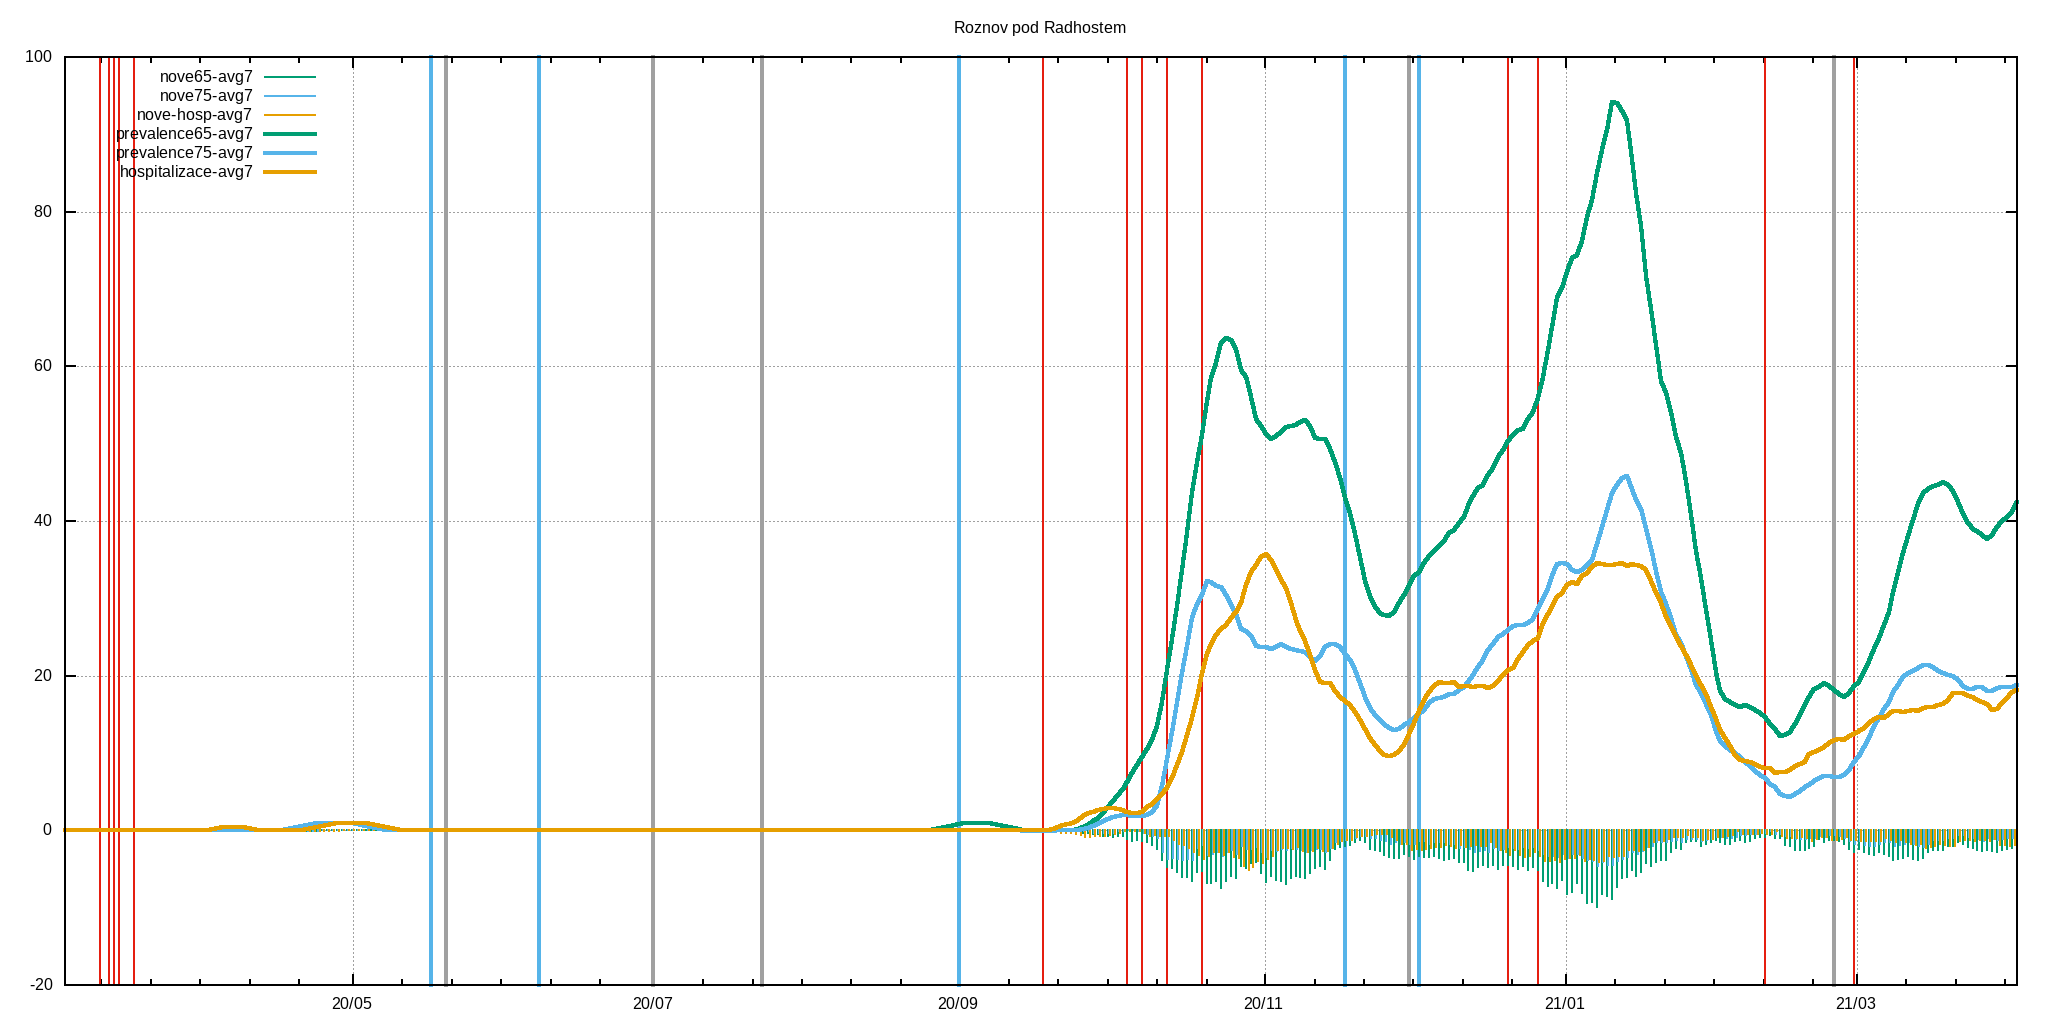 Roznov pod Radhostem
100
80
60
40
20
0
-20
nove65-avg7
nove75-avg7
nove-hosp-avg7
prevalence65-avg7
prevalence75-avg7
hospitalizace-avg7
20/05
20/07
20/09
20/11
21/01
21/03